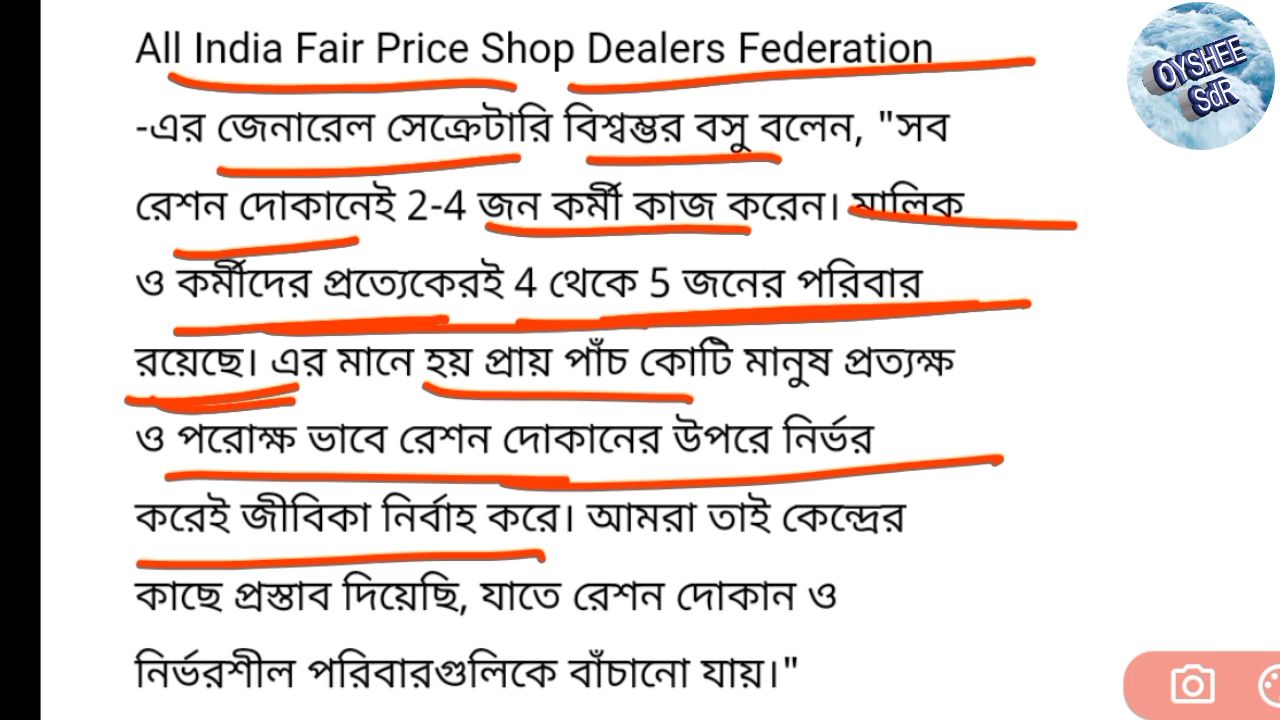 All India Fair Price Shop Dealers Federation
-এর জেনারেল সেক্রেটারি বিশ্বম্ভর বসু বলেন, "সব
রেশন দোকানেই 2-4 জন কর্মী কাজ করেন। মালিক
ও কর্মীদের প্রত্যেকেরই 4 থেকে 5 জনের পরিবার
রয়েছে। এর মানে হয় প্রায় পাঁচ কোটি মানুষ প্রত্যক্ষ
ও পরোক্ষ ভাবে রেশন দোকানের উপরে নির্ভর
করেই জীবিকা নির্বাহ করে। আমরা তাই কেন্দ্রের
কাছে প্রস্তাব দিয়েছি, যাতে রেশন দোকান ও
নির্ভরশীল পরিবারগুলিকে বাঁচানো যায়।"
OYSHEE
SdR